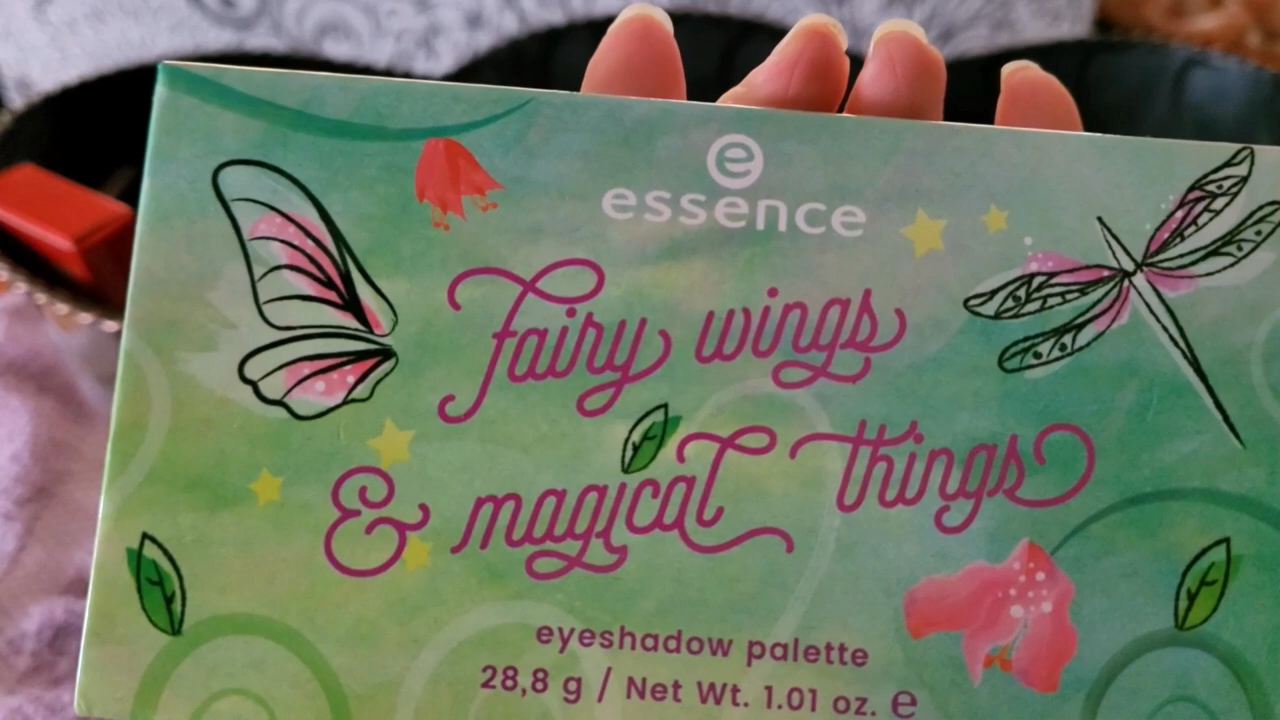 essence
fairy wings
& magical things
eyeshadow palette
28,8 g / Net Wt. 1.01 oz. e